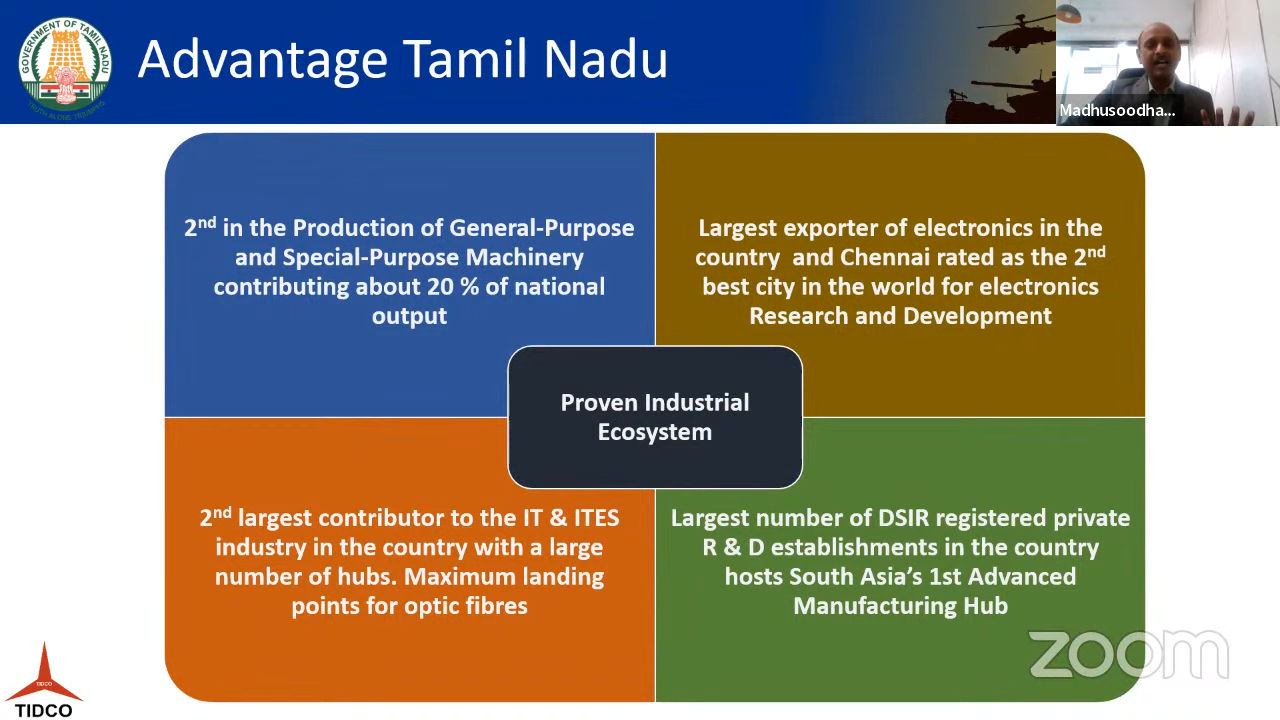 GOVERNMENT OF TAMIL NADU
TRUTH ALONE TRIUMPHS
Advantage Tamil Nadu
Madhusoodha...
2nd in the Production of General-Purpose
and Special-Purpose Machinery
contributing about 20 % of national
output
Largest exporter of electronics in the
country and Chennai rated as the 2nd
best city in the world for electronics
Research and Development
Proven Industrial
Ecosystem
2nd largest contributor to the IT & ITES
industry in the country with a large
number of hubs. Maximum landing
points for optic fibres
Largest number of DSIR registered private
R & D establishments in the country
hosts South Asia’s 1st Advanced
Manufacturing Hub
zoom
TIDCO
TIDCO